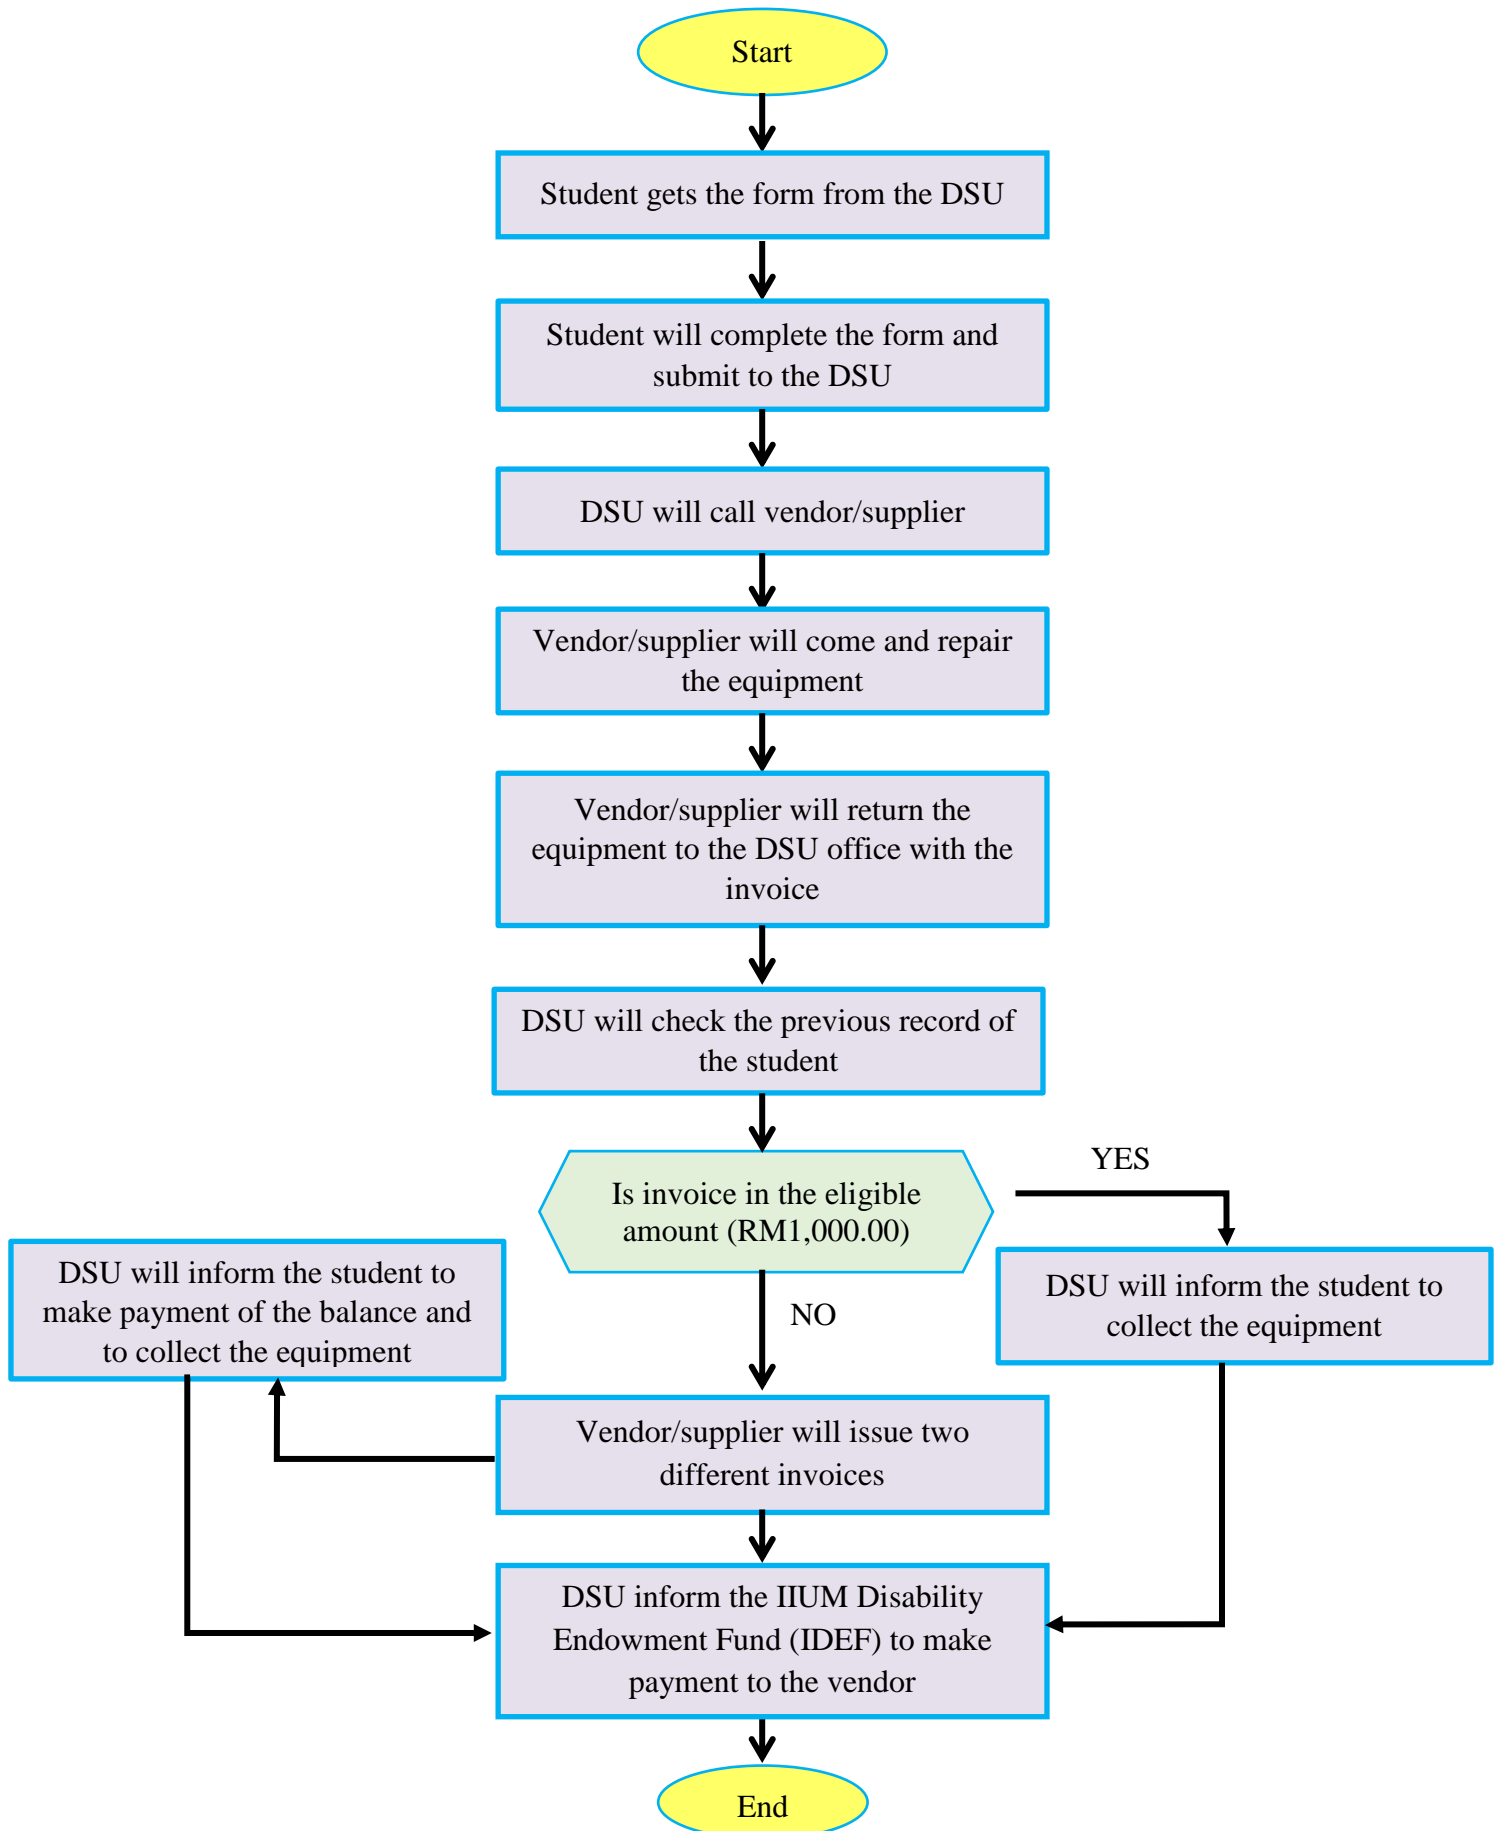 Start
Student gets the form from the DSU
Student will complete the form and
submit to the DSU
DSU will call vendor/supplier
Vendor/supplier will come and repair
the equipment
Vendor/supplier will return the
equipment to the DSU office with the
invoice
DSU will check the previous record of
the student
Is invoice in the eligible
amount (RM1,000.00)
YES
DSU will inform the student to
collect the equipment
NO
DSU will inform the student to
make payment of the balance and
to collect the equipment
Vendor/supplier will issue two
different invoices
DSU inform the IIUM Disability
Endowment Fund (IDEF) to make
payment to the vendor
End